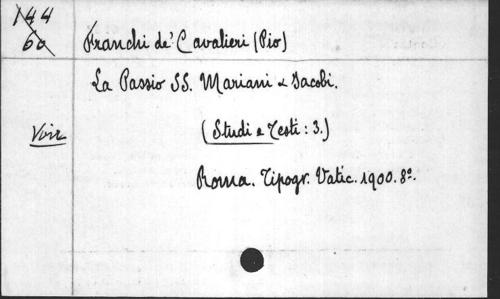 144
60
Franchi de' Cavalieri (Pio)
La Passio SS. Mariani & Jacobi.
Voir
(Studi e Testi : 3.)
Roma. Tipogr. Vatic. 1900. 8º.